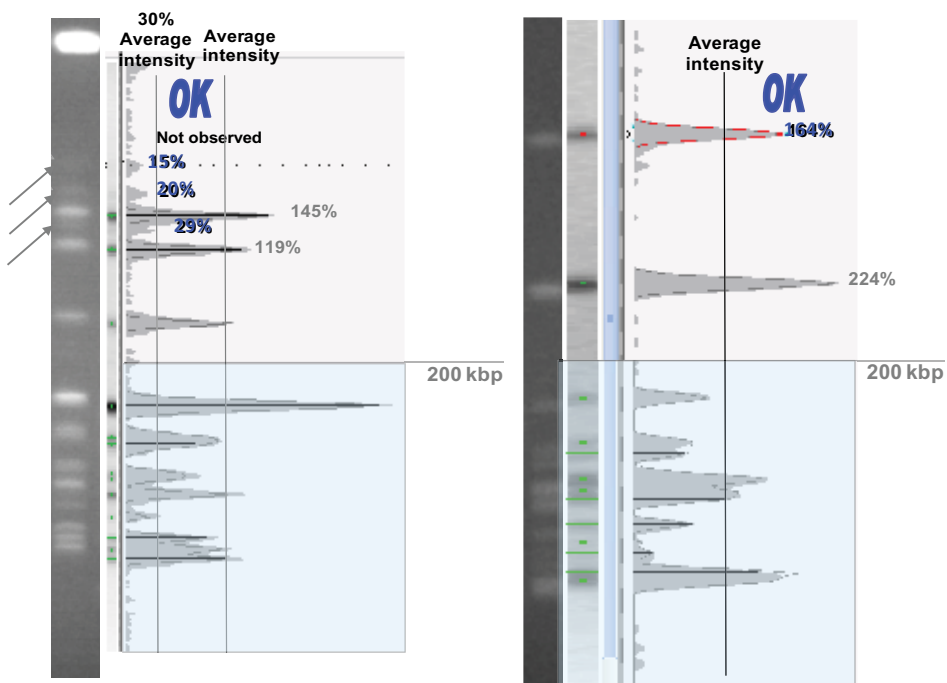 30%
Average
intensity
Average
intensity
OK
Not observed
15%
20%
145%
29%
119%
200 kbp
Average
intensity
OK
164%
224%
200 kbp